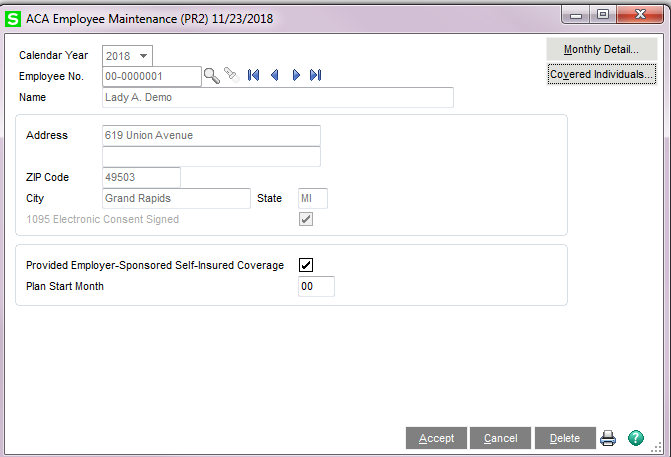 S ACA Employee Maintenance (PR2) 11/23/2018
Calendar Year 2018 Monthly Detail...
Employee No. 00-0000001 Covered Individuals...
Name Lady A. Demo
Address 619 Union Avenue
ZIP Code 49503
City Grand Rapids State MI
1095 Electronic Consent Signed
Provided Employer-Sponsored Self-Insured Coverage
Plan Start Month 00
Accept Cancel Delete ?